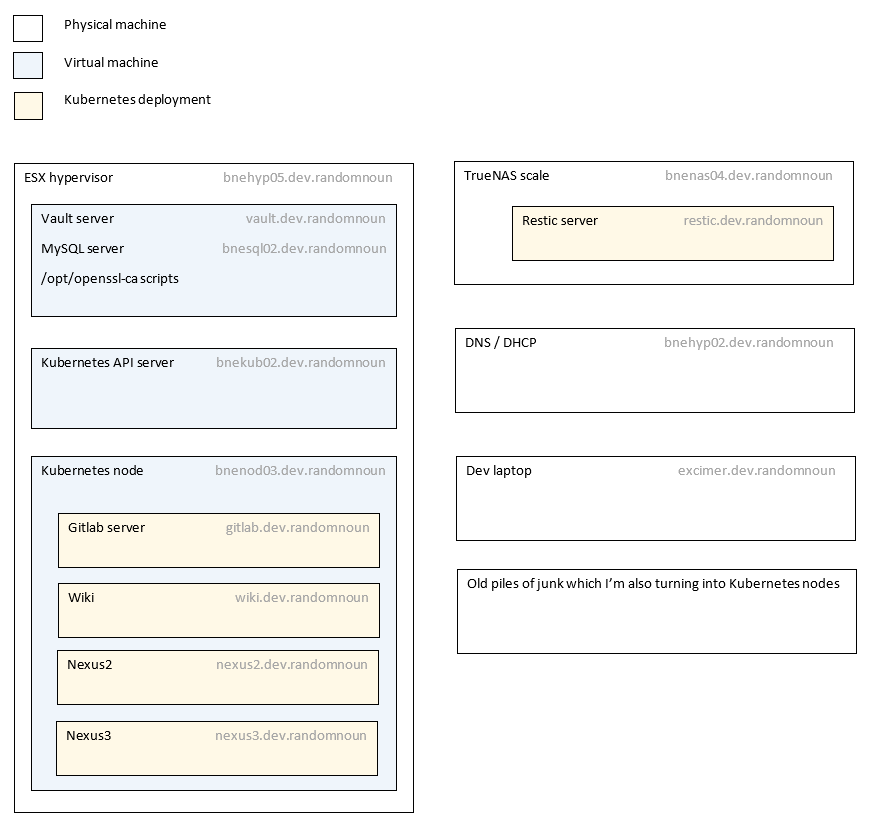 Physical machine
Virtual machine
Kubernetes deployment
ESX hypervisor bnehyp05.dev.randomnoun
Vault server vault.dev.randomnoun
MySQL server bnesql02.dev.randomnoun
/opt/openssl-ca scripts
Kubernetes API server bnekub02.dev.randomnoun
Kubernetes node bnenod03.dev.randomnoun
Gitlab server gitlab.dev.randomnoun
Wiki wiki.dev.randomnoun
Nexus2 nexus2.dev.randomnoun
Nexus3 nexus3.dev.randomnoun
TrueNAS scale bnenas04.dev.randomnoun
Restic server restic.dev.randomnoun
DNS / DHCP bnehyp02.dev.randomnoun
Dev laptop excimer.dev.randomnoun
Old piles of junk which I’m also turning into Kubernetes nodes